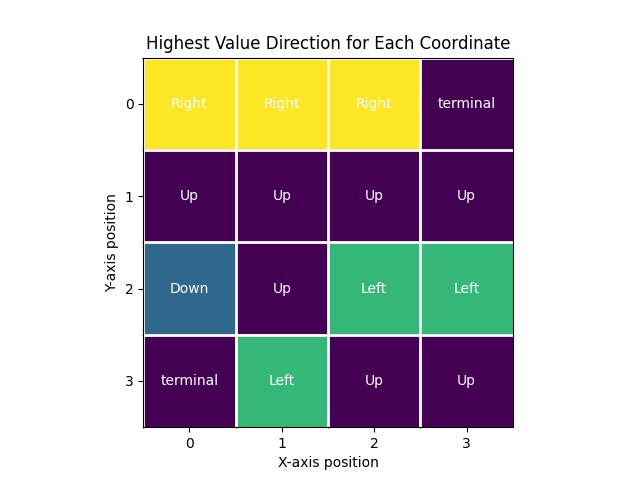 Highest Value Direction for Each Coordinate
0 Right Right Right terminal
1 Up Up Up Up
2 Down Up Left Left
3 terminal Left Up Up
0 1 2 3
X-axis position
Y-axis position